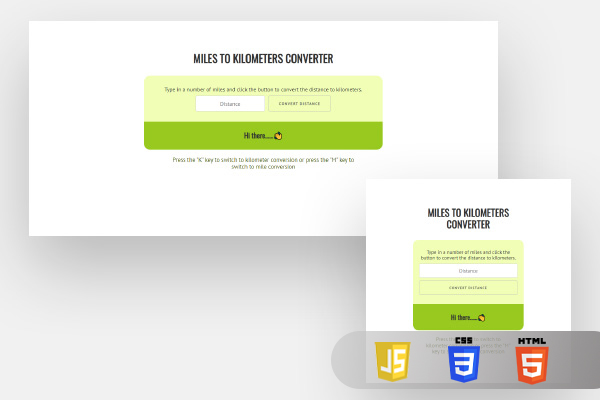 MILES TO KILOMETERS CONVERTER
Type in a number of miles and click the button to convert the distance to kilometers.
Distance
CONVERT DISTANCE
Hi there.....
Press the "K" key to switch to kilometer conversion or press the "M" key to
switch to mile conversion
MILES TO KILOMETERS
CONVERTER
Type in a number of miles and click the
button to convert the distance to kilometers.
Distance
CONVERT DISTANCE
Hi there.....
JS
CSS
3
HTML
5